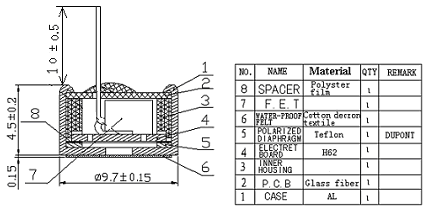 10 ± 0.5
1
2
3
4
5
6
8
7
4.5±0.2
0.15
ø9.7±0.15
NO. NAME Material QTY REMARK
8 SPACER Polyster film 1
7 F.E.T 1
6 WATER-PROOF FELT Cotton decron textile 1
5 POLARIZED DIAPHRAGM Teflon 1 DUPONT
4 ELECTRET BOARD H62 1
3 INNER HOUSING 1
2 P.C.B Glass fiber 1
1 CASE AL 1